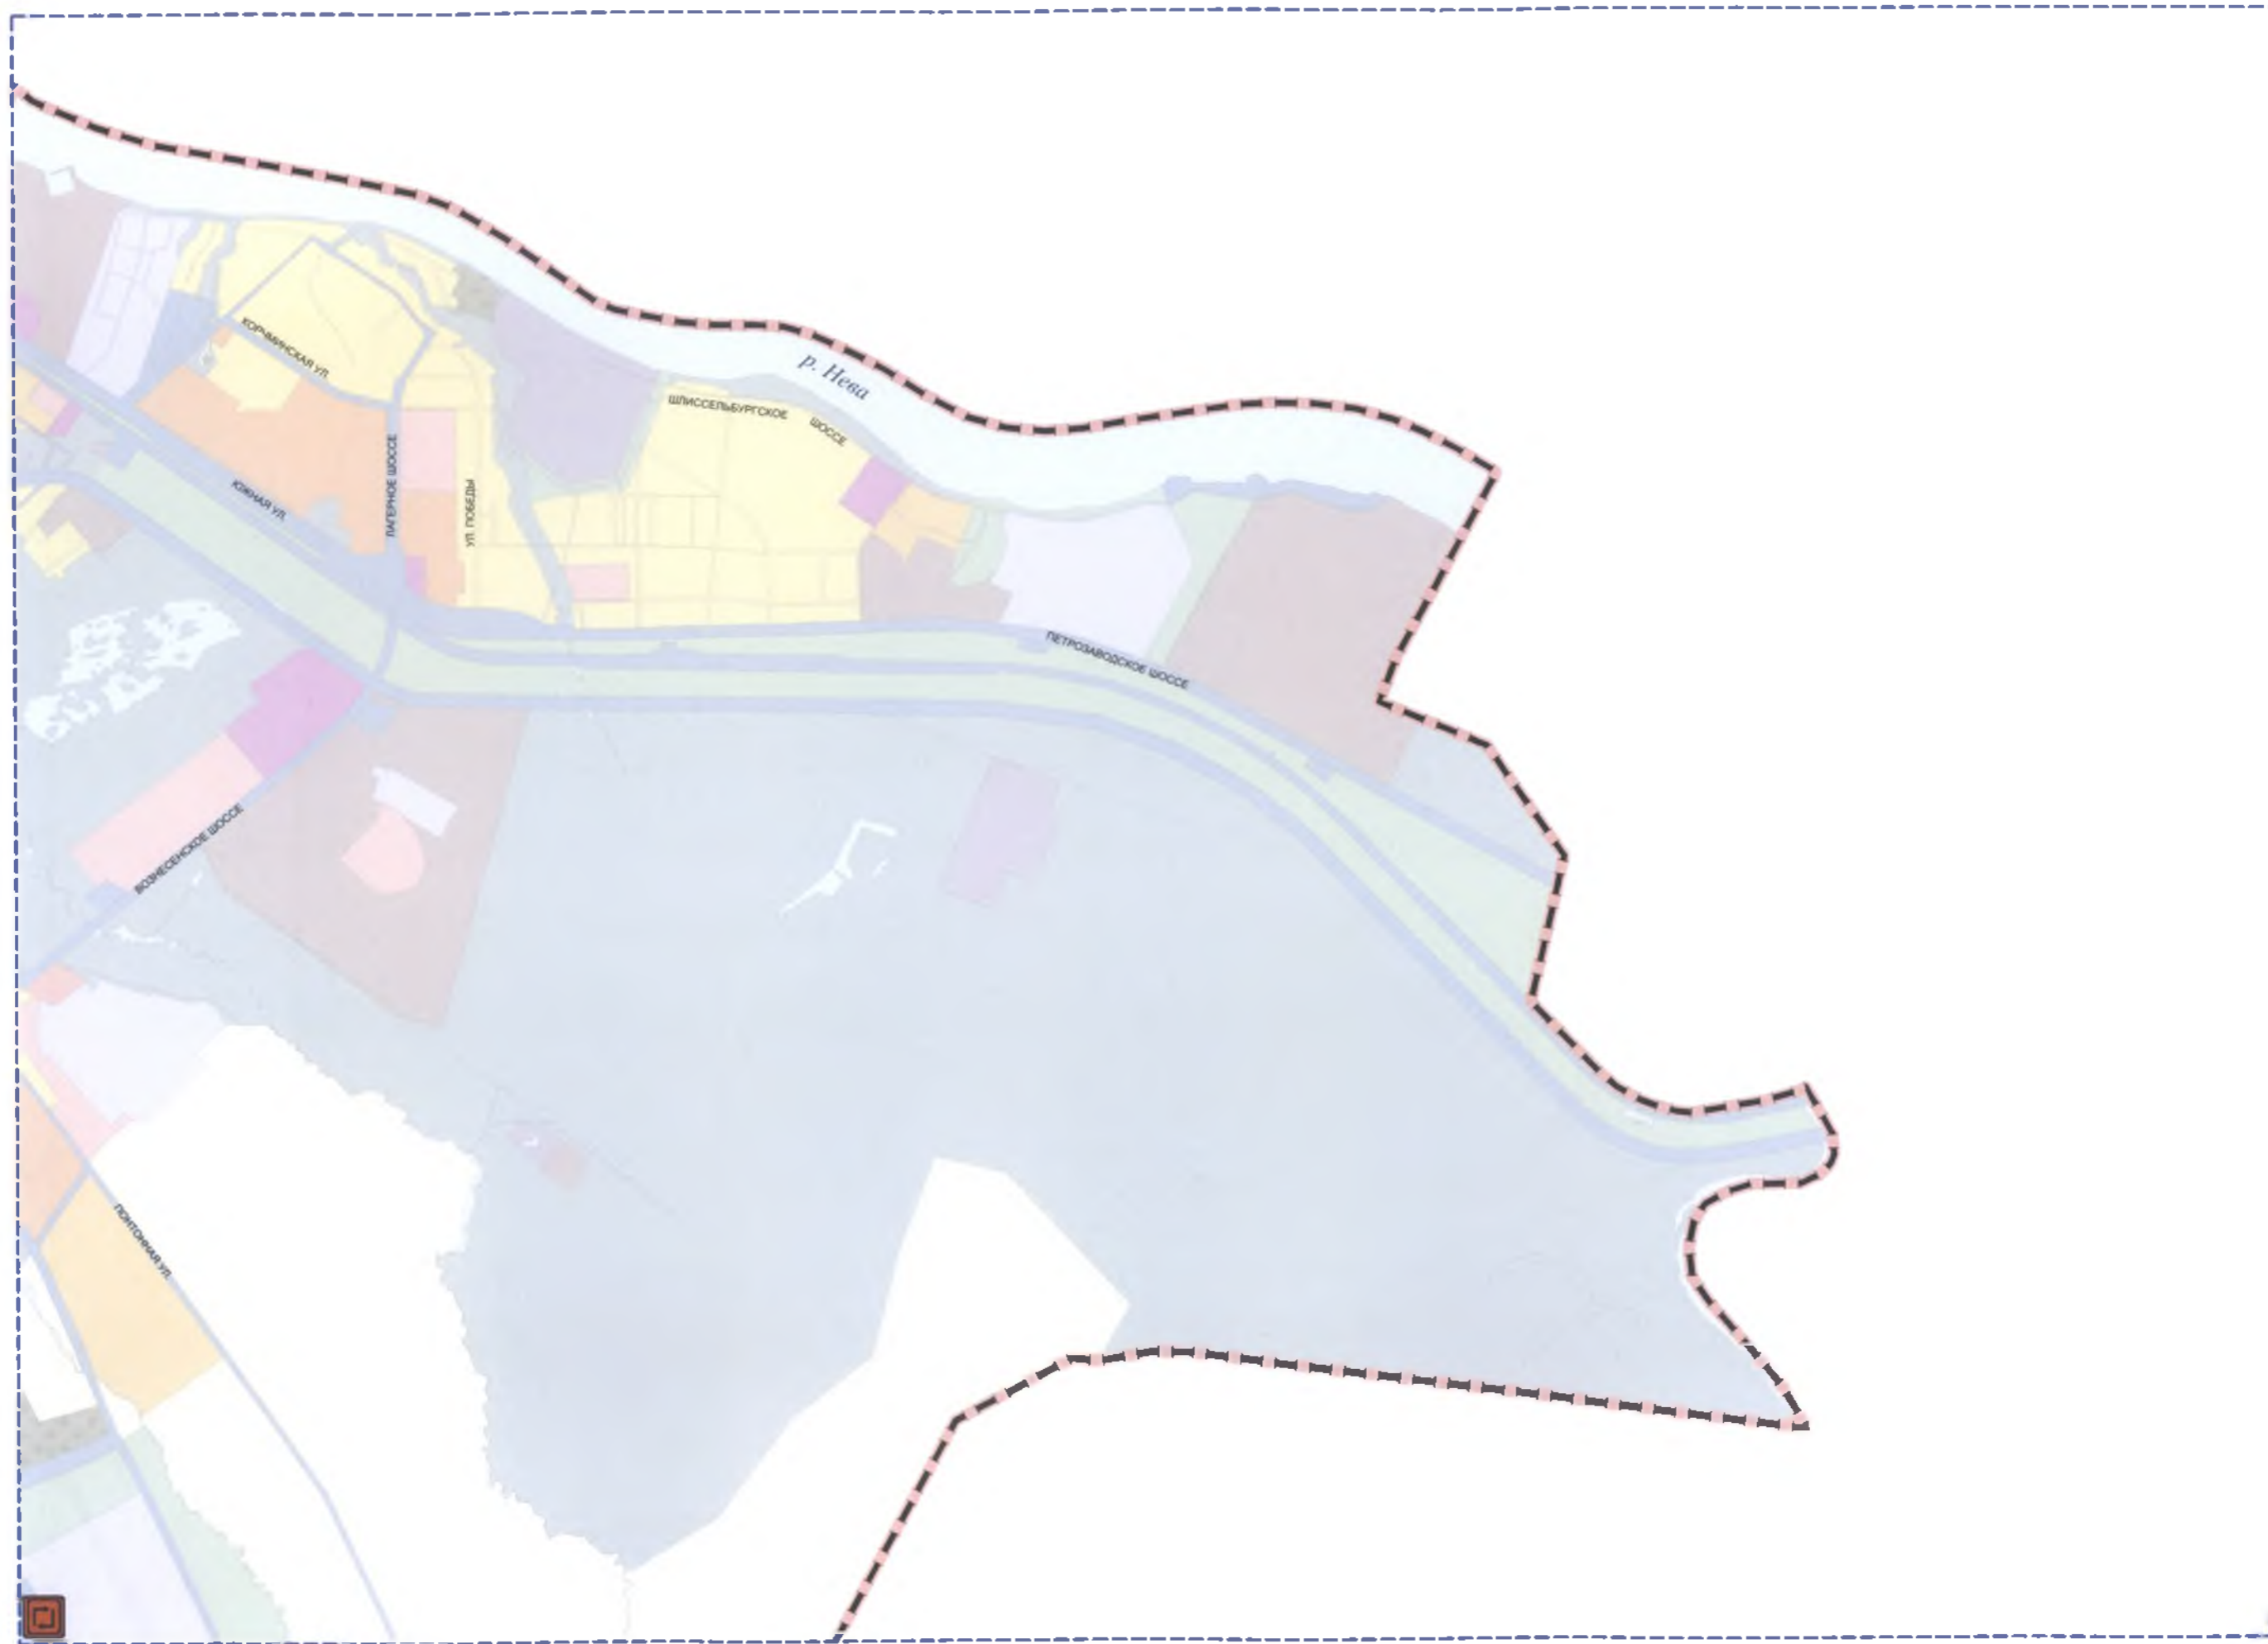 р. Нева
КОРЧМИНСКАЯ УЛ.
ШЛИССЕЛЬБУРГСКОЕ ШОССЕ
ЛАГЕРНОЕ ШОССЕ
УЛ. ПОБЕДЫ
ЮЖНАЯ УЛ.
ПЕТРОЗАВОДСКОЕ ШОССЕ
ВОЗНЕСЕНСКОЕ ШОССЕ
ПОНТОННАЯ УЛ.